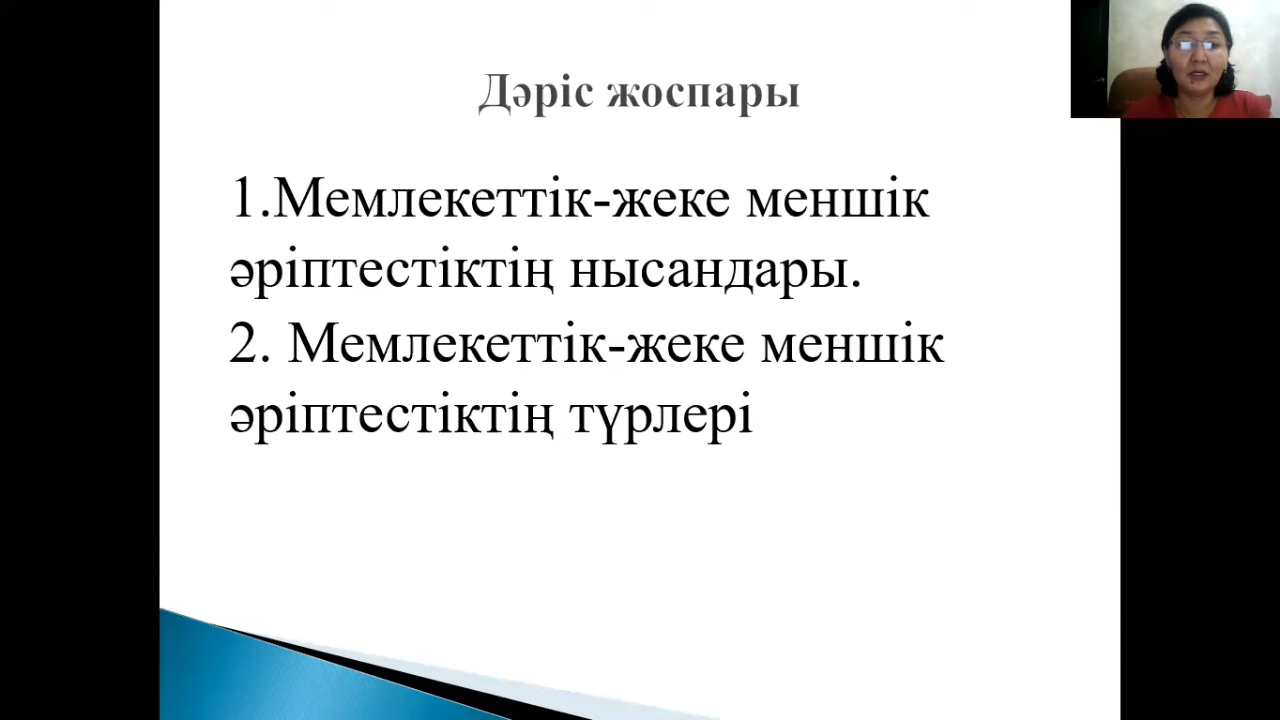 Дәріс жоспары
1.Мемлекеттік-жеке меншік
әріптестіктің нысандары.
2. Мемлекеттік-жеке меншік
әріптестіктің түрлері